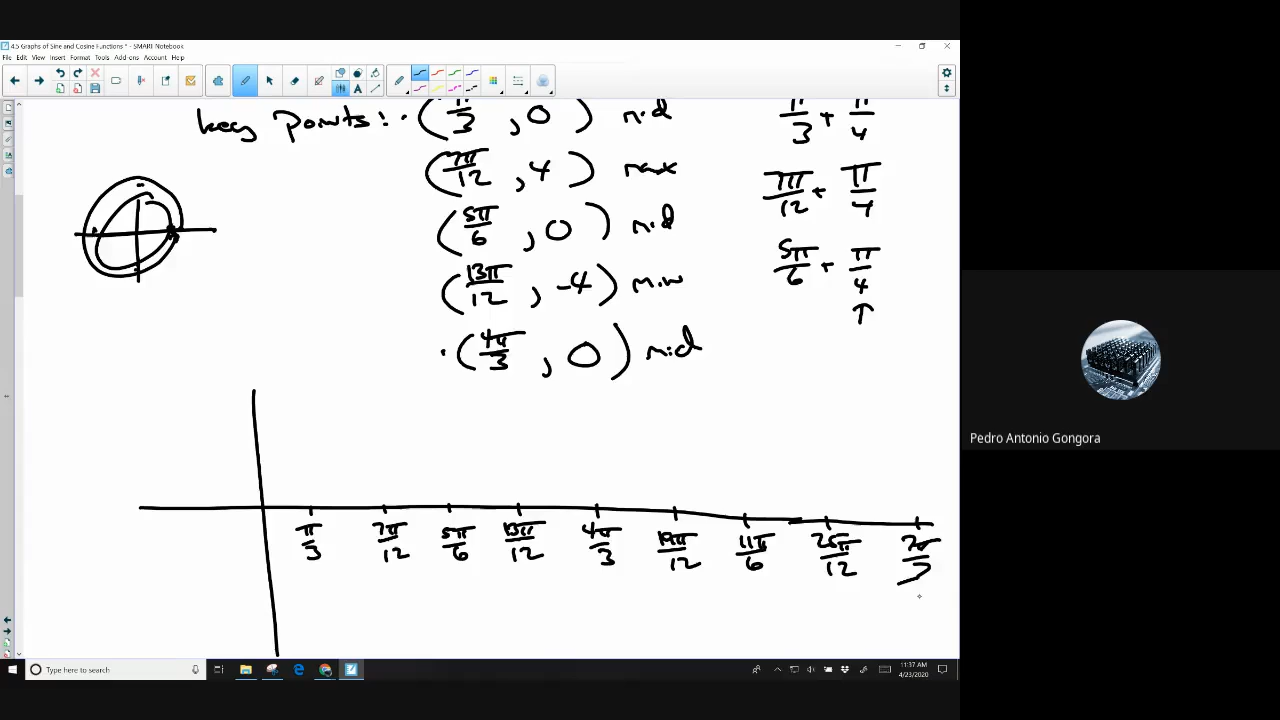 4.5 Graphs of Sine and Cosine Functions * - SMART Notebook
File Edit View Insert Format Tools Add-ons Account Help
key points: · (π/3, 0) mid
(7π/12, 4) max
(5π/6, 0) mid
(13π/12, -4) min
· (4π/3, 0) mid
π/3 + π/4
7π/12 + π/4
5π/6 + π/4
↑
π/3 7π/12 5π/6 13π/12 4π/3 19π/12 11π/6 25π/12 7π/3
Pedro Antonio Gongora
Type here to search
11:37 AM
4/23/2020